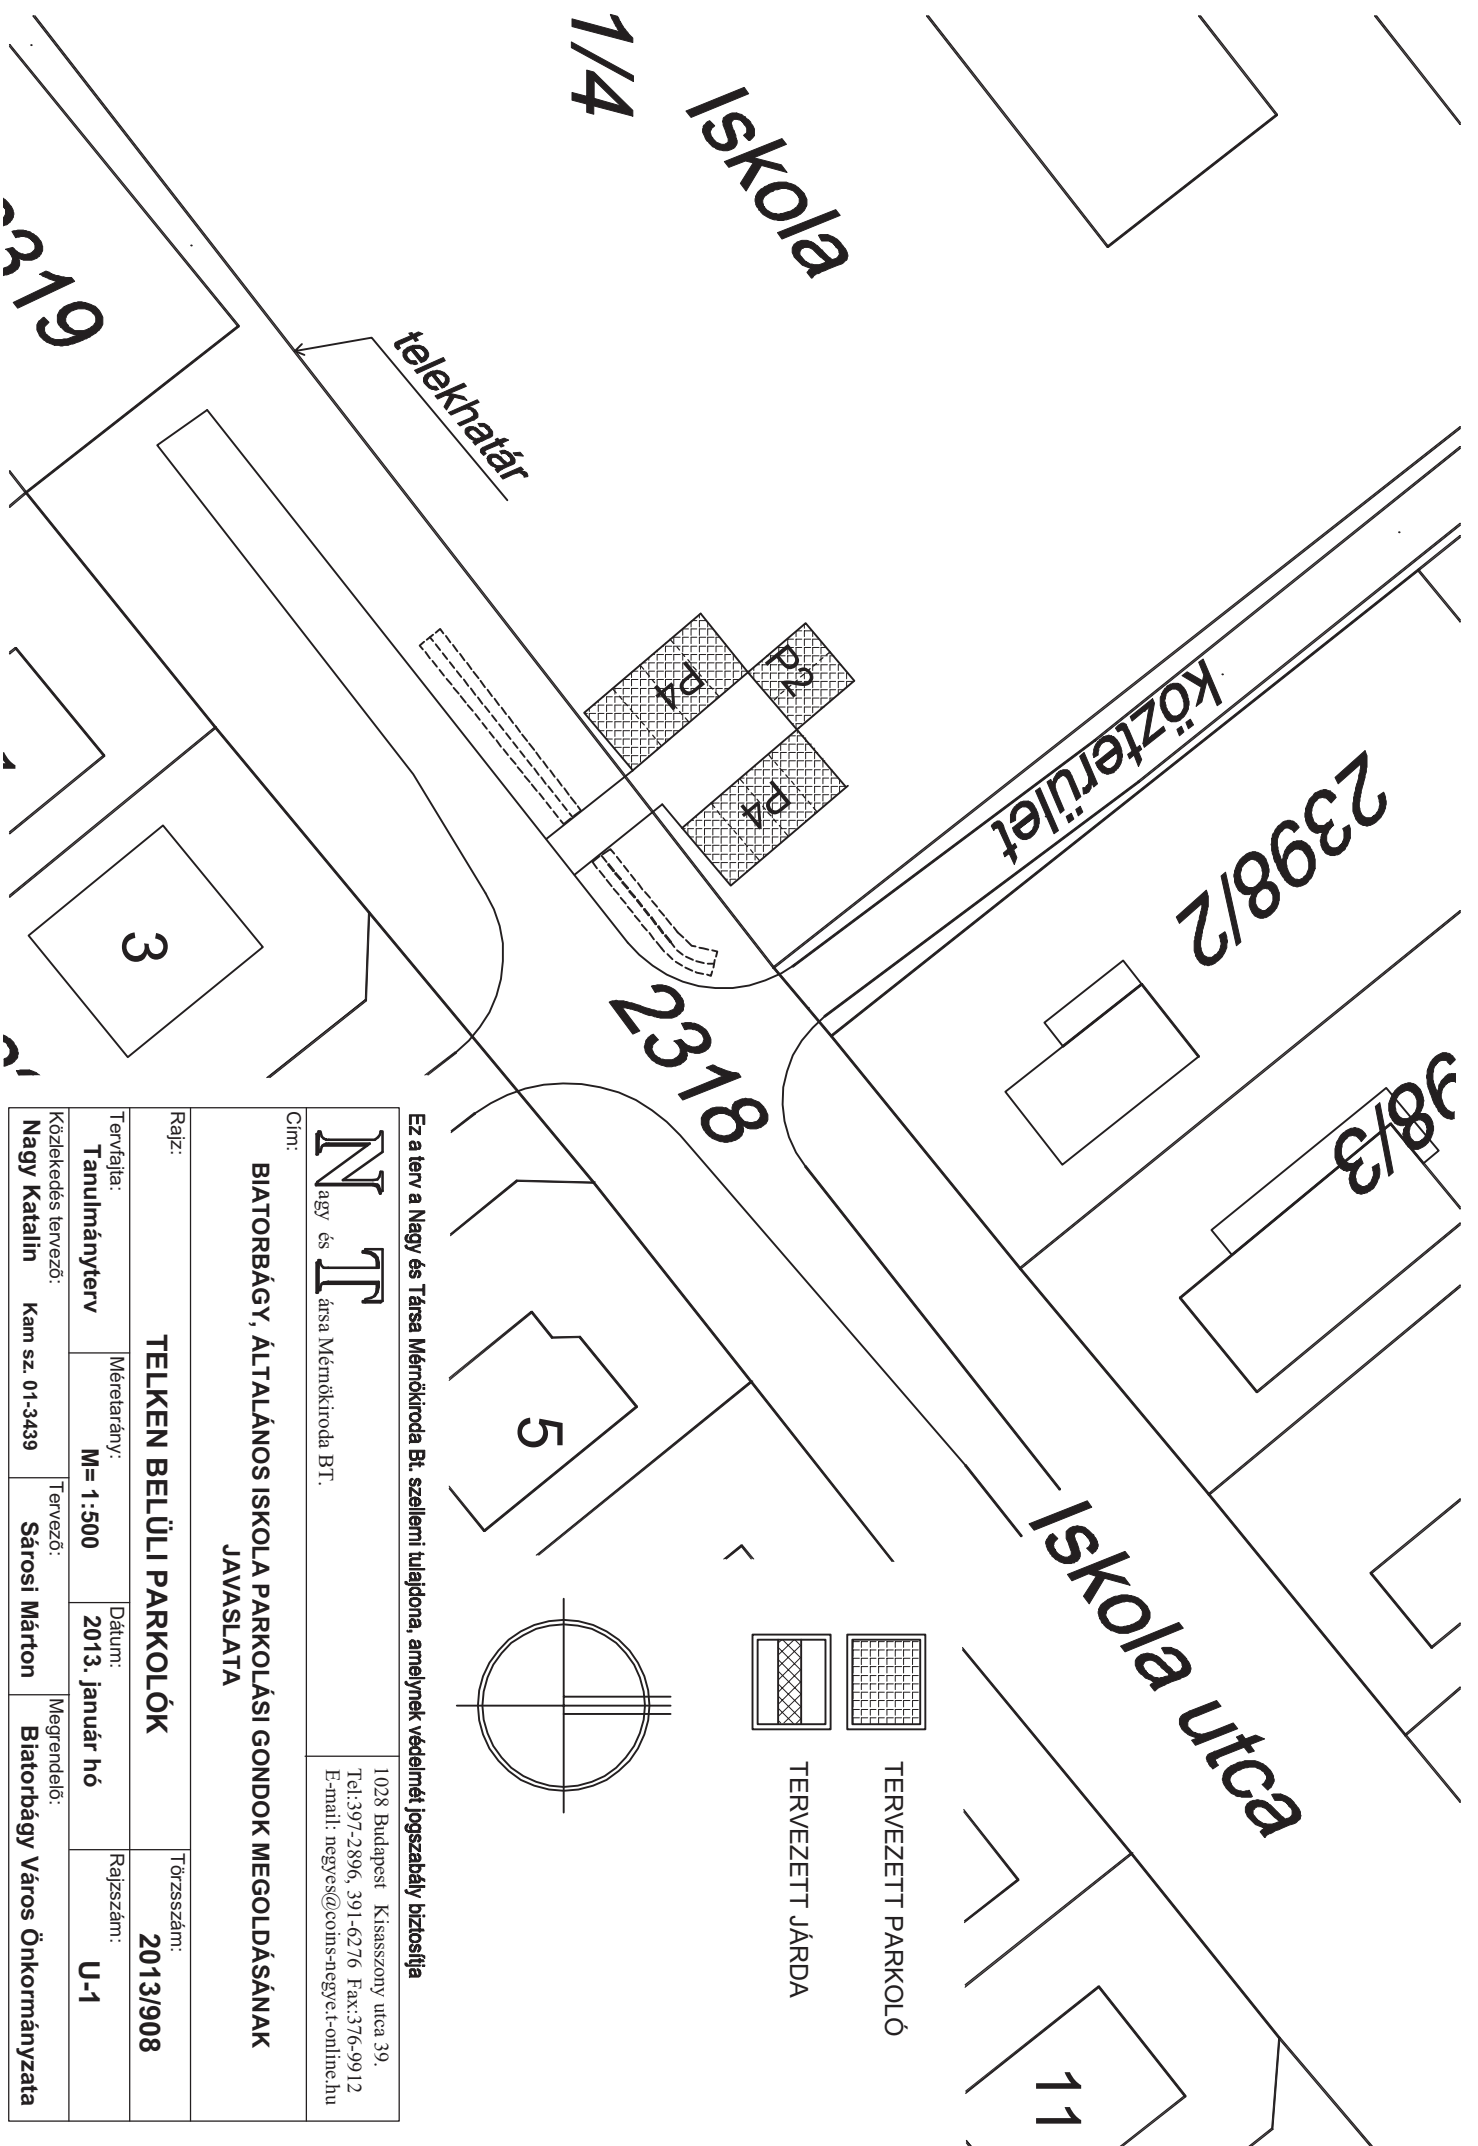 1/4
Iskola
telekhatár
P4
P2
P4
közterület
2398/2
98/3
2318
Iskola utca
3
5
11
TERVEZETT PARKOLÓ
TERVEZETT JÁRDA
Ez a terv a Nagy és Társa Mérnökiroda Bt. szellemi tulajdona, amelynek védelmét jogszabály biztosítja
N T
Nagy és Társa Mérnökiroda BT.
1028 Budapest Kisasszony utca 39.
Tel:397-2896, 391-6276 Fax:376-9912
E-mail: negyes@coins-negye.t-online.hu
Cím:
BIATORBÁGY, ÁLTALÁNOS ISKOLA PARKOLÁSI GONDOK MEGOLDÁSÁNAK
JAVASLATA
Rajz:
TELKEN BELÜLI PARKOLÓK
Törzsszám:
2013/908
Tervfajta:
Tanulmányterv
Méretarány:
M= 1:500
Dátum:
2013. január hó
Rajzszám:
U-1
Közlekedés tervező:
Nagy Katalin Kam sz. 01-3439
Tervező:
Sárosi Márton
Megrendelő:
Biatorbágy Város Önkormányzata